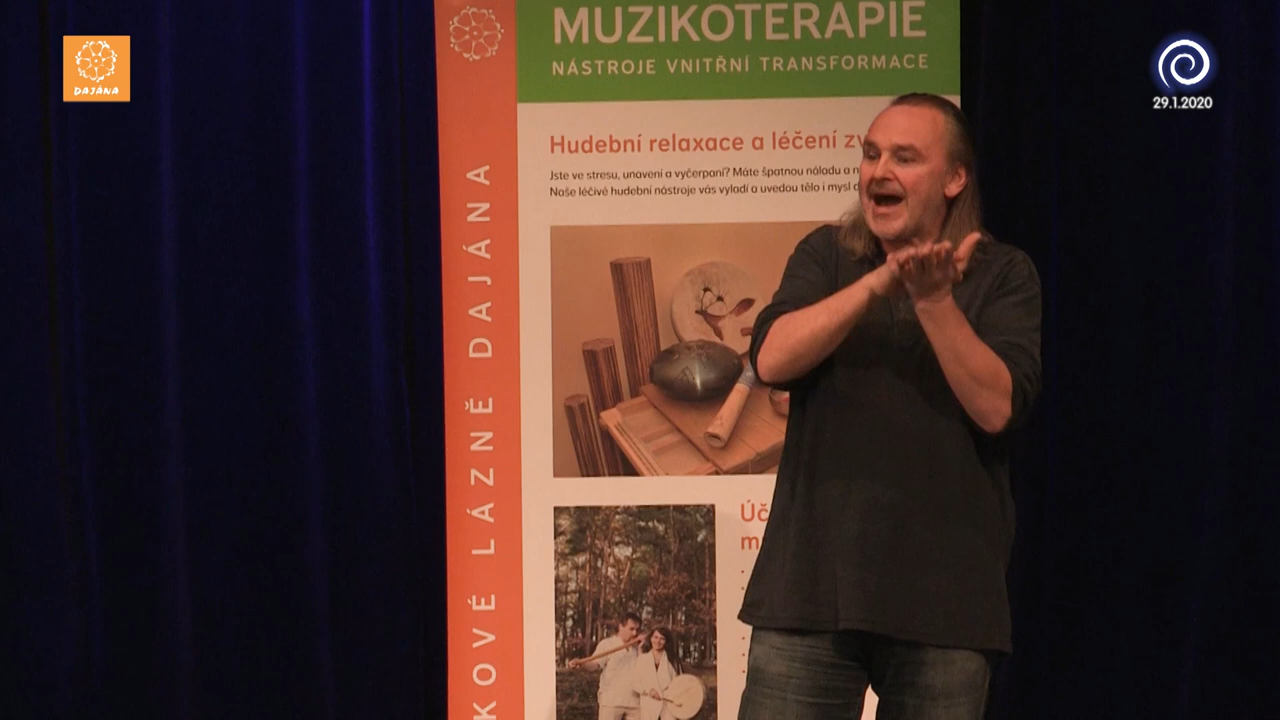 DAJÁNA
29.1.2020
MUZIKOTERAPIE
NÁSTROJE VNITŘNÍ TRANSFORMACE
Hudební relaxace a léčení
Jste ve stresu, unavení a vyčerpaní? Máte špatnou náladu a
Naše léčivé hudební nástroje vás vyladí a uvedou tělo i mysl
KOVÉ LÁZNĚ DAJÁNA